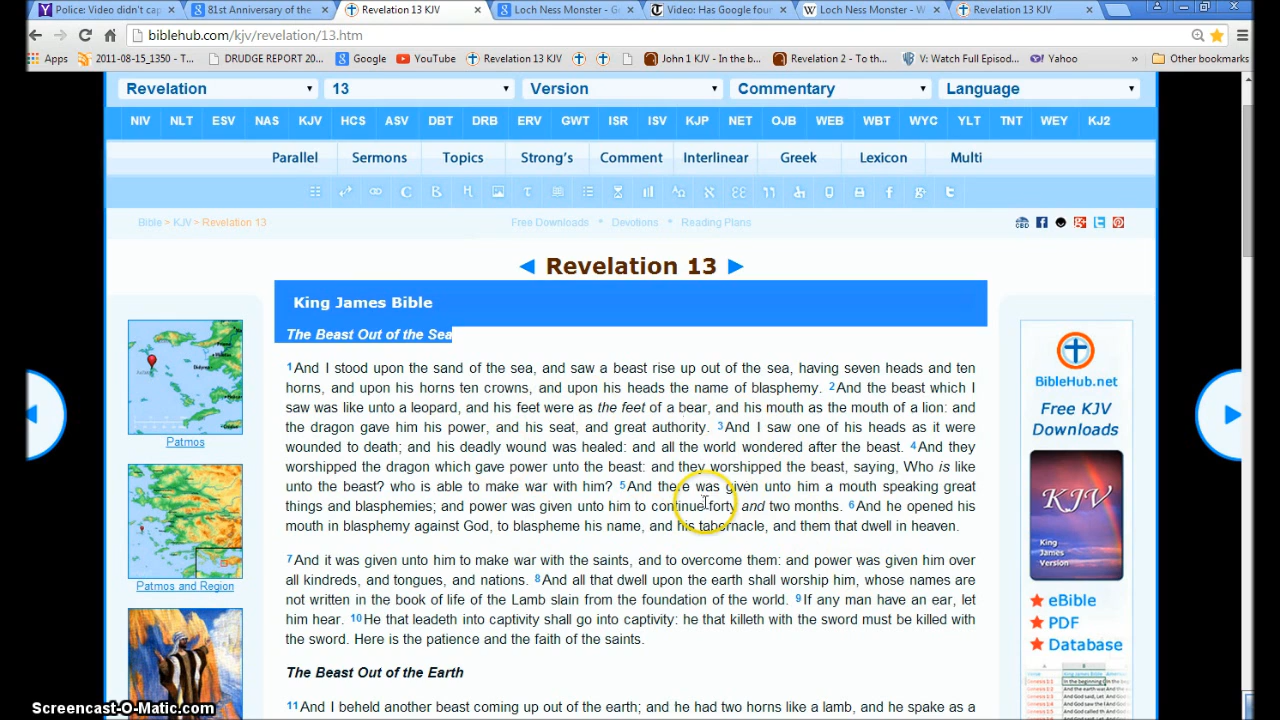 Police: Video didn't cap
81st Anniversary of the
Revelation 13 KJV
Loch Ness Monster - G
Video: Has Google four
Loch Ness Monster - W
Revelation 13 KJV
biblehub.com/kjv/revelation/13.htm
Apps
2011-08-15_1350 - T...
DRUDGE REPORT 20...
Google
YouTube
Revelation 13 KJV
John 1 KJV - In the b...
Revelation 2 - To th...
V: Watch Full Episod...
Yahoo
»
Other bookmarks
Revelation
13
Version
Commentary
Language
NIV NLT ESV NAS KJV HCS ASV DBT DRB ERV GWT ISR ISV KJP NET OJB WEB WBT WYC YLT TNT WEY KJ2
Parallel Sermons Topics Strong's Comment Interlinear Greek Lexicon Multi
Bible > KJV > Revelation 13
Free Downloads * Devotions * Reading Plans
◄ Revelation 13 ►
King James Bible
The Beast Out of the Sea
1And I stood upon the sand of the sea, and saw a beast rise up out of the sea, having seven heads and ten
horns, and upon his horns ten crowns, and upon his heads the name of blasphemy. 2And the beast which I
saw was like unto a leopard, and his feet were as the feet of a bear, and his mouth as the mouth of a lion: and
the dragon gave him his power, and his seat, and great authority. 3And I saw one of his heads as it were
wounded to death; and his deadly wound was healed: and all the world wondered after the beast. 4And they
worshipped the dragon which gave power unto the beast: and they worshipped the beast, saying, Who is like
unto the beast? who is able to make war with him? 5And there was given unto him a mouth speaking great
things and blasphemies; and power was given unto him to continue forty and two months. 6And he opened his
mouth in blasphemy against God, to blaspheme his name, and his tabernacle, and them that dwell in heaven.
7And it was given unto him to make war with the saints, and to overcome them: and power was given him over
all kindreds, and tongues, and nations. 8And all that dwell upon the earth shall worship him, whose names are
not written in the book of life of the Lamb slain from the foundation of the world. 9If any man have an ear, let
him hear. 10He that leadeth into captivity shall go into captivity: he that killeth with the sword must be killed with
the sword. Here is the patience and the faith of the saints.
The Beast Out of the Earth
11And I beheld another beast coming up out of the earth; and he had two horns like a lamb, and he spake as a
Patmos
Patmos and Region
BibleHub.net
Free KJV
Downloads
KJV
King
James
Version
eBible
PDF
Database
Screencast-O-Matic.com